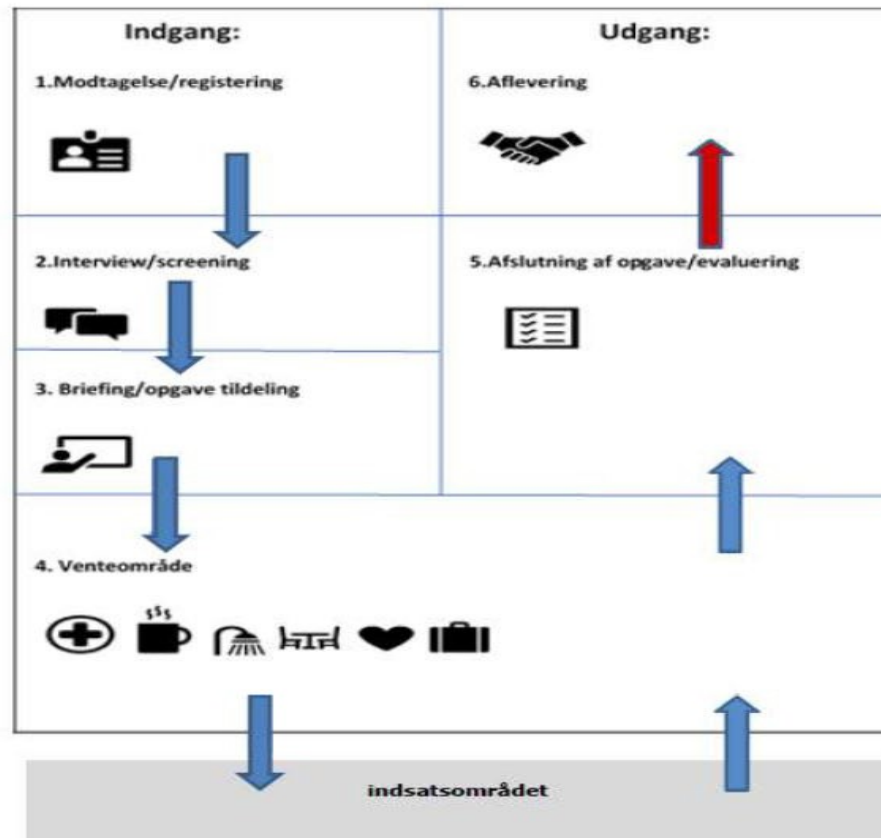 Indgang:
1.Modtagelse/registering
2.Interview/screening
3. Briefing/opgave tildeling
Udgang:
6.Aflevering
5.Afslutning af opgave/evaluering
4. Venteområde
indsatsområdet